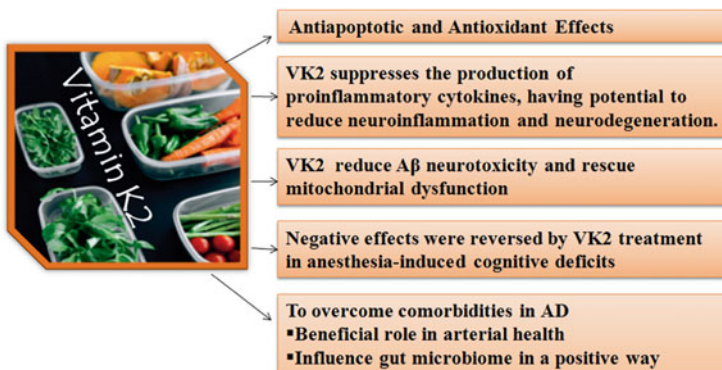 Vitamin K2
Antiapoptotic and Antioxidant Effects
VK2 suppresses the production of
proinflammatory cytokines, having potential to
reduce neuroinflammation and neurodegeneration.
VK2 reduce Aβ neurotoxicity and rescue
mitochondrial dysfunction
Negative effects were reversed by VK2 treatment
in anesthesia-induced cognitive deficits
To overcome comorbidities in AD
▪Beneficial role in arterial health
▪Influence gut microbiome in a positive way